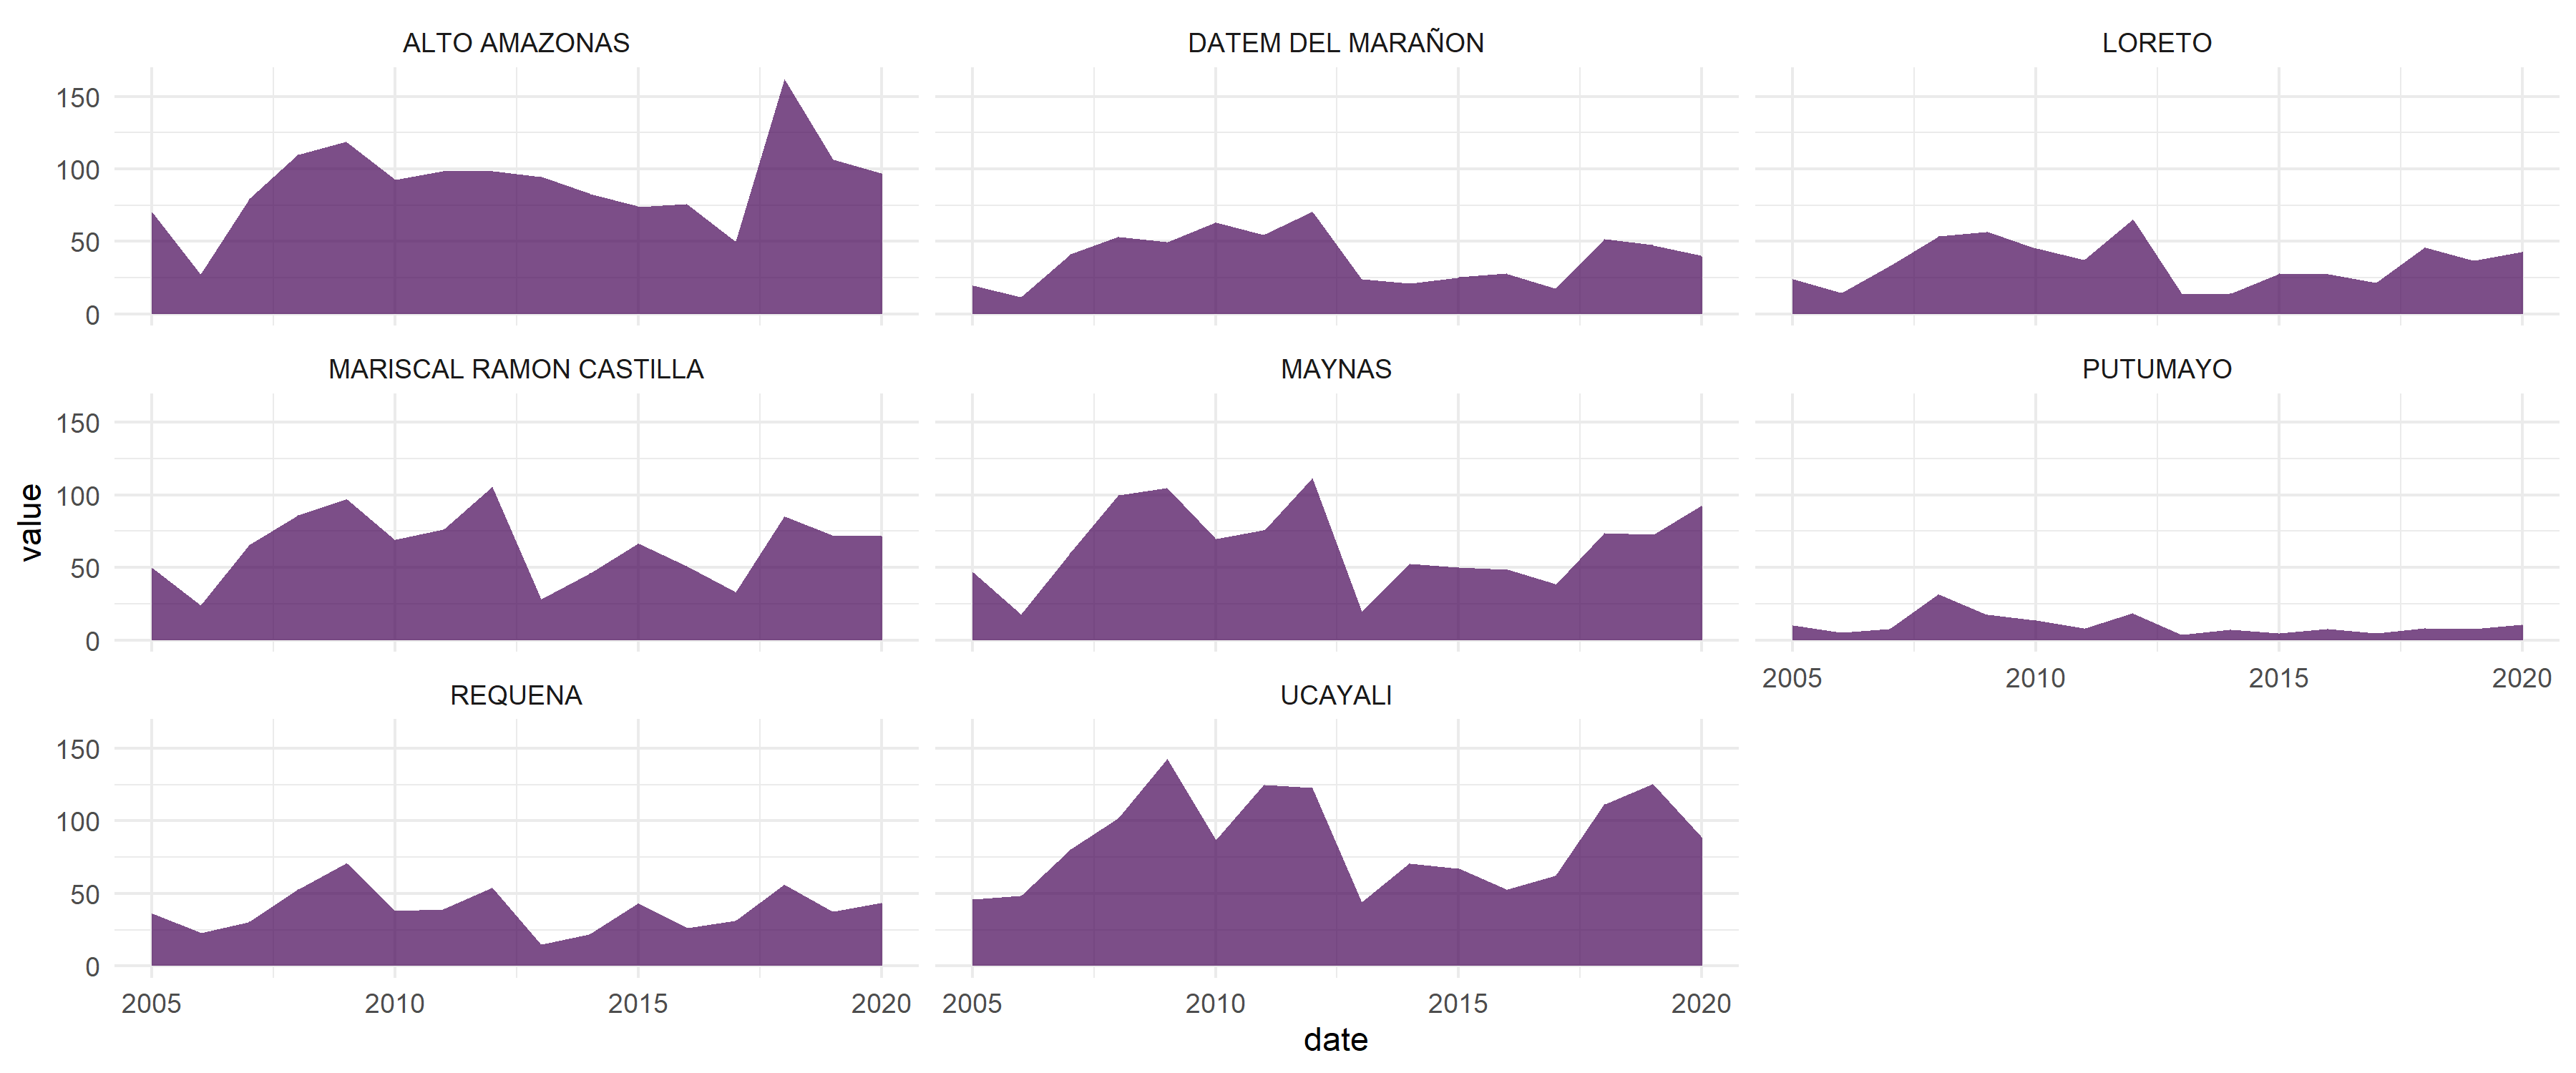 ALTO AMAZONAS
DATEM DEL MARAÑON
LORETO
150
100
50
0
MARISCAL RAMON CASTILLA
MAYNAS
PUTUMAYO
value
150
100
50
0
2005 2010 2015 2020
REQUENA
UCAYALI
150
100
50
0
2005 2010 2015 2020
2005 2010 2015 2020
date